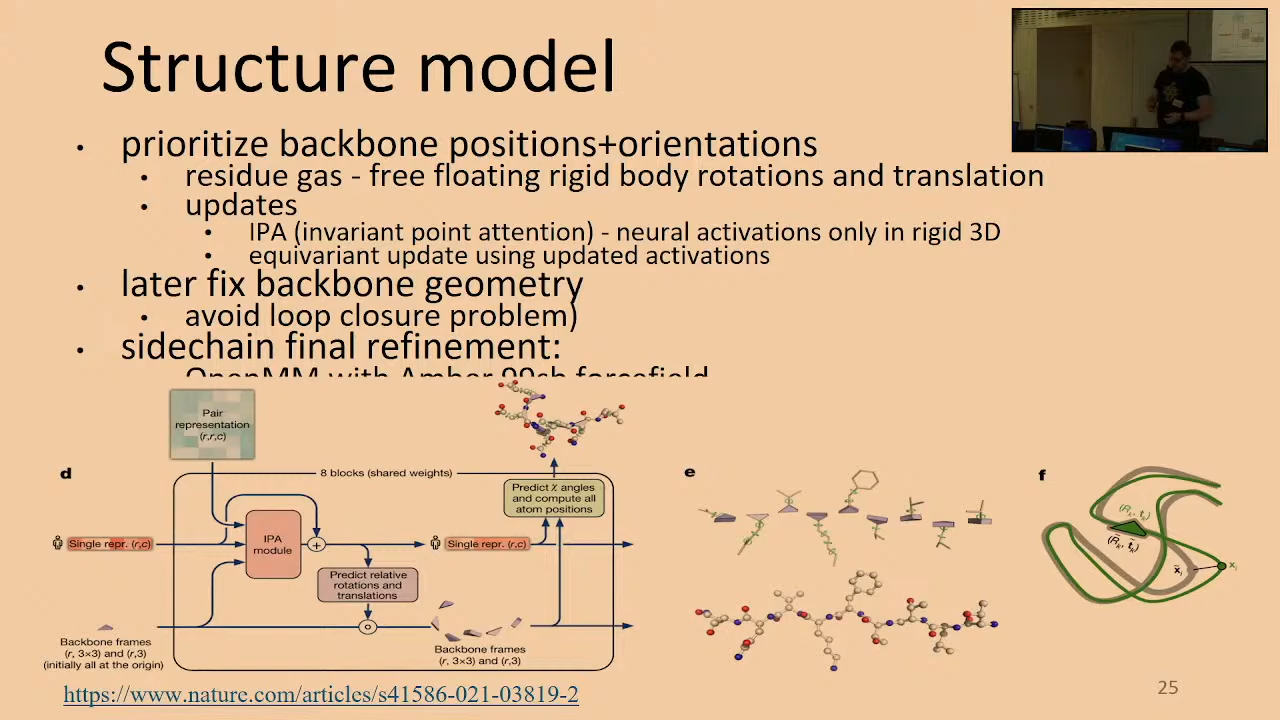 Structure model
• prioritize backbone positions+orientations
• residue gas - free floating rigid body rotations and translation
• updates
• IPA (invariant point attention) - neural activations only in rigid 3D
• equivariant update using updated activations
• later fix backbone geometry
• avoid loop closure problem)
• sidechain final refinement:
OpenMM with Amber 99sb forcefield
Pair
representation
(r,r,c)
d
8 blocks (shared weights)
Predict χ angles
and compute all
atom positions
Single repr. (r,c)
IPA
module
+
Single repr. (r,c)
Predict relative
rotations and
translations
Backbone frames
(r, 3×3) and (r,3)
(initially all at the origin)
Backbone frames
(r, 3×3) and (r,3)
e
f
https://www.nature.com/articles/s41586-021-03819-2
25